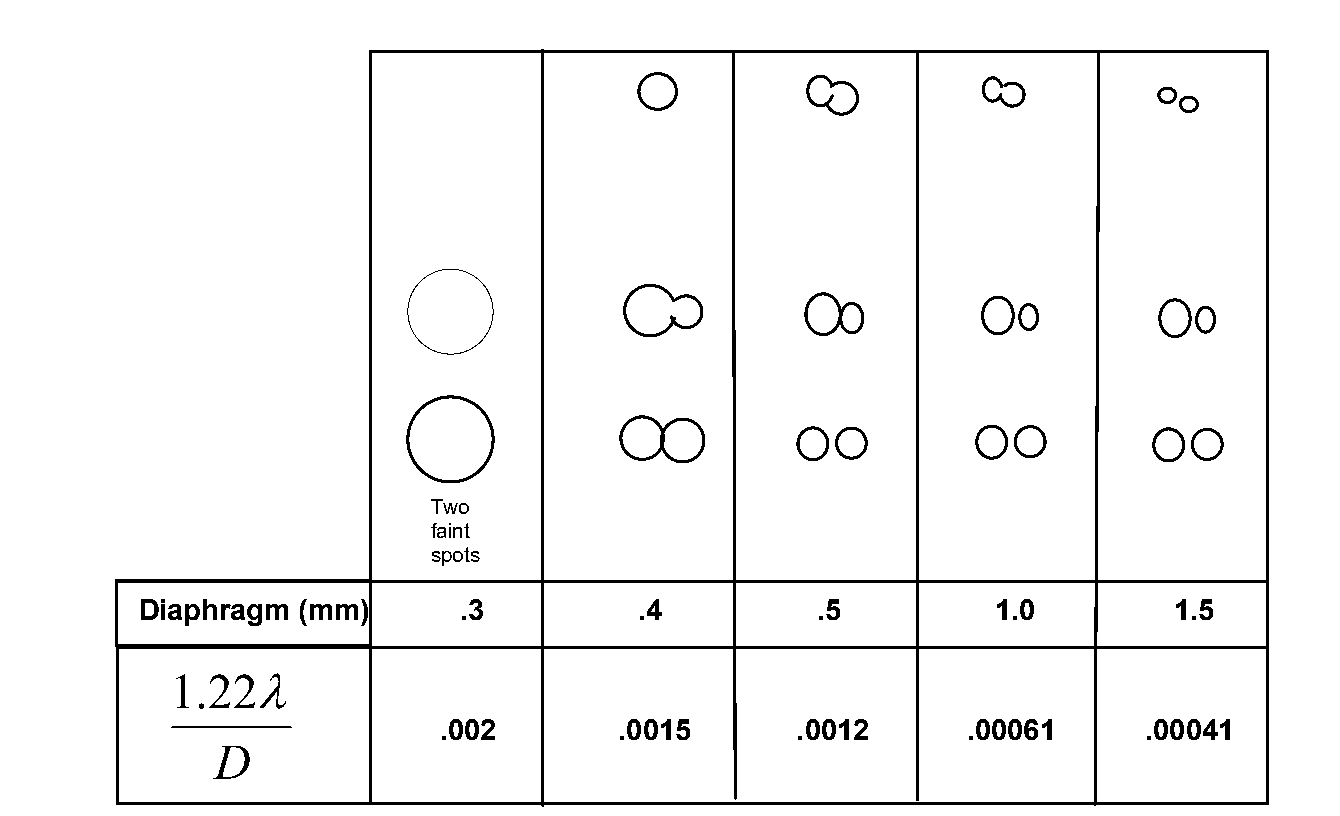 Two
faint
spots
Diaphragm (mm) .3 .4 .5 1.0 1.5
1.22λ
D
.002 .0015 .0012 .00061 .00041